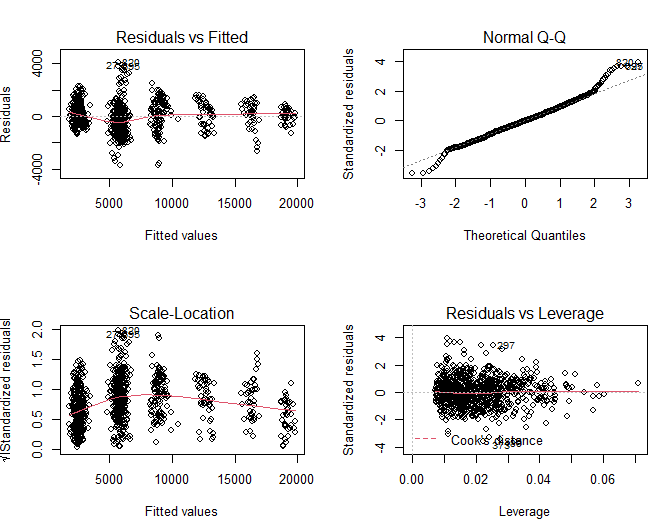 Residuals vs Fitted
Residuals
-4000
0
4000
5000
10000
15000
20000
Fitted values
Normal Q-Q
Standardized residuals
-2
0
2
4
-3
-2
-1
0
1
2
3
Theoretical Quantiles
Scale-Location
√|Standardized residuals|
0.0
0.5
1.0
1.5
2.0
5000
10000
15000
20000
Fitted values
Residuals vs Leverage
Standardized residuals
-4
-2
0
2
4
297
Cook's distance
0.00
0.02
0.04
0.06
Leverage